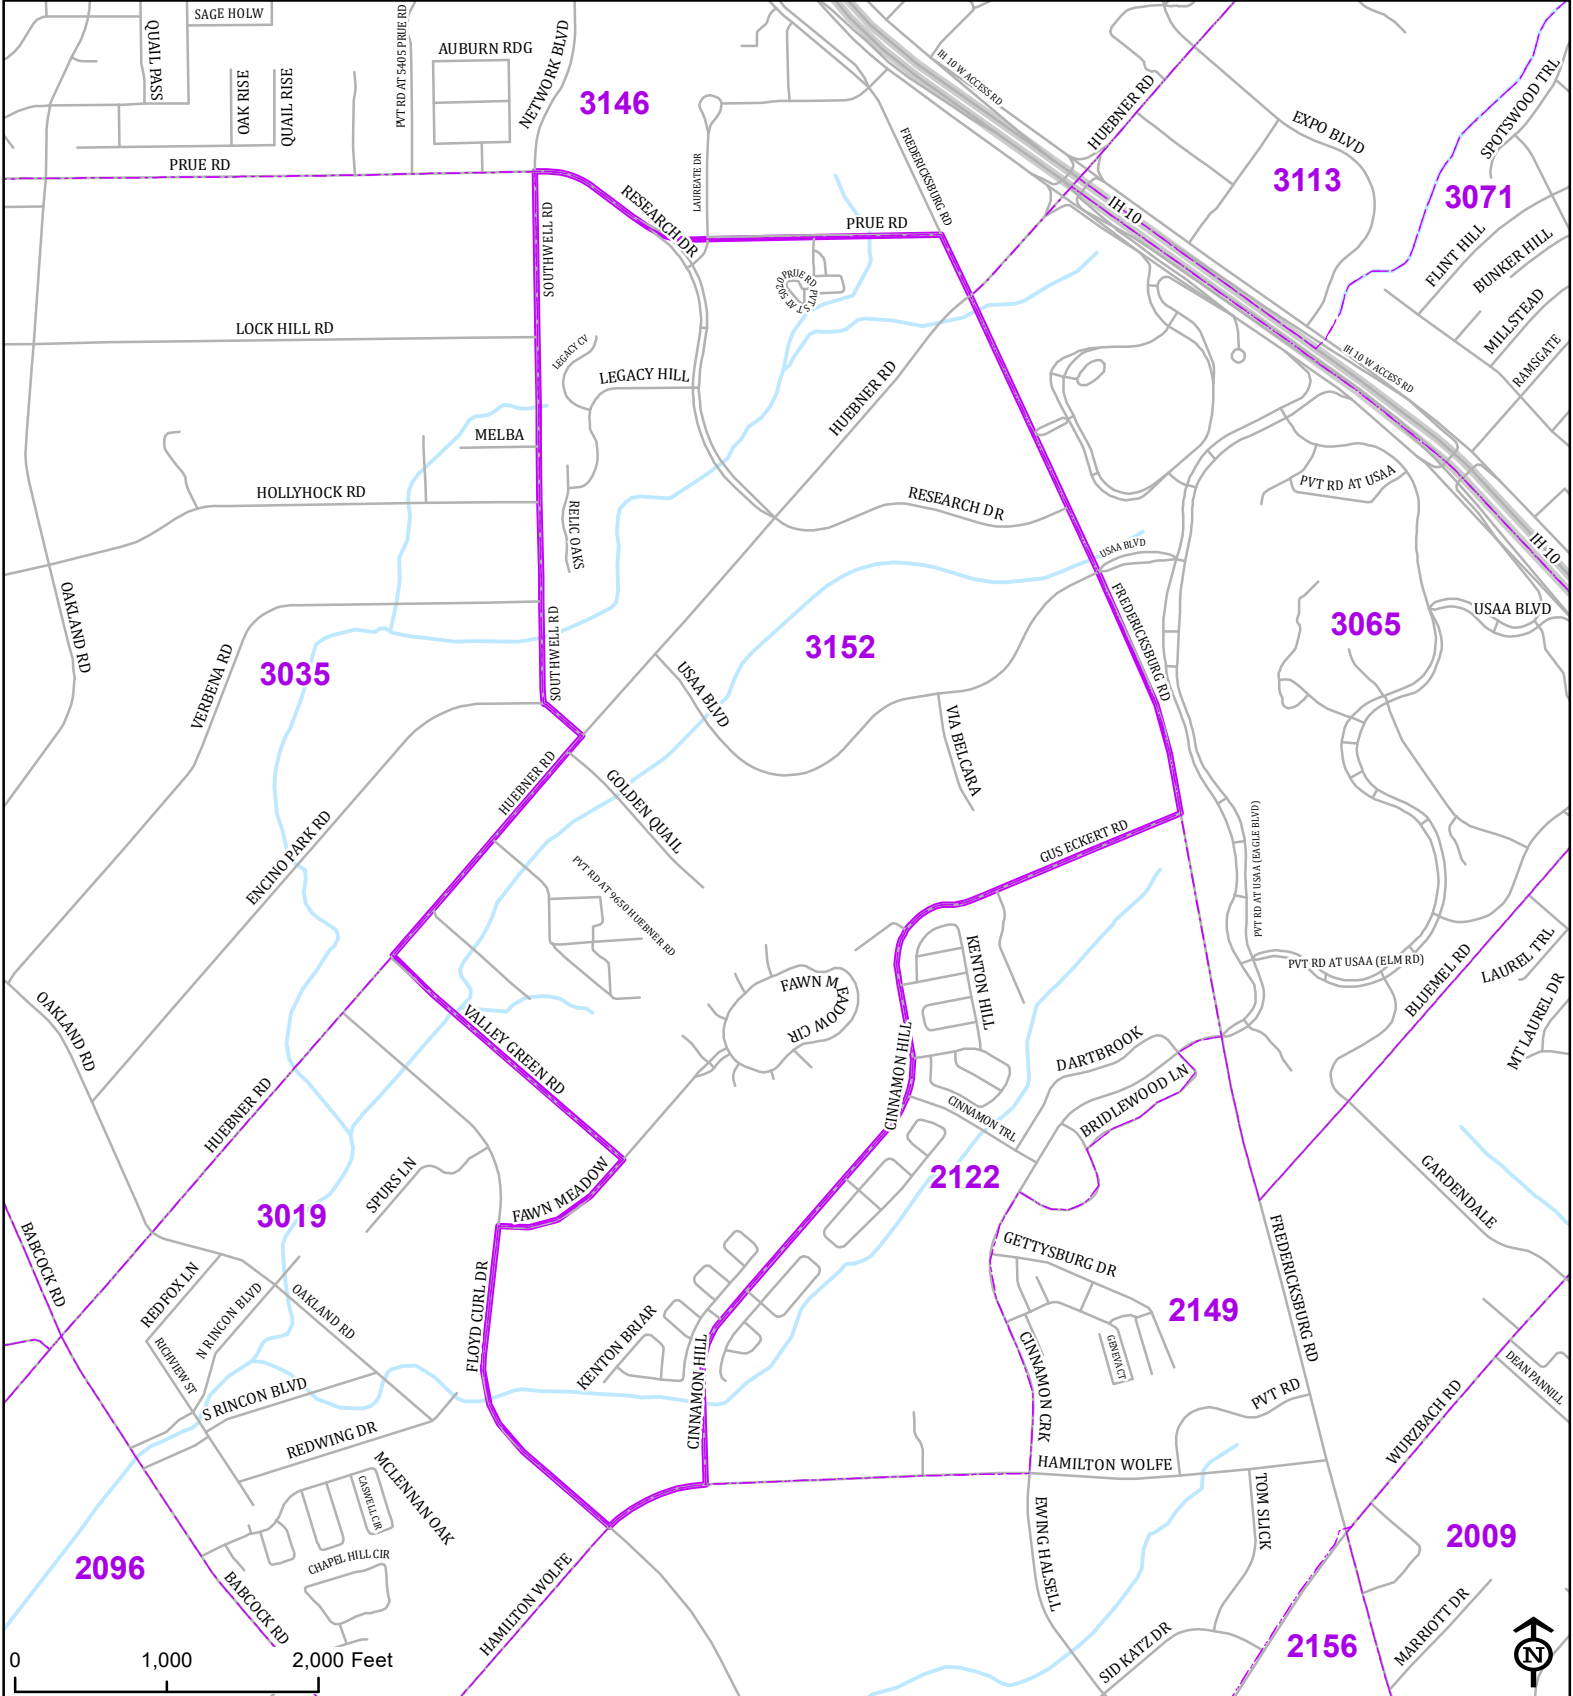 SAGE HOLW
QUAIL PASS
OAK RISE
QUAIL RISE
PVT RD AT 5405 PRUE RD
AUBURN RDG
NETWORK BLVD
3146
IH 10 W ACCESS RD
HUEBNER RD
EXPO BLVD
SPOTSWOOD TRL
PRUE RD
LAUREATE DR
FREDERICKSBURG RD
3113
3071
RESEARCH DR
PRUE RD
IH 10
SOUTHWELL RD
PVT ST AT 5020 PRUE RD
FLINT HILL
BUNKER HILL
MILLSTEAD
RAMSGATE
LOCK HILL RD
LEGACY CV
LEGACY HILL
HUEBNER RD
IH 10 W ACCESS RD
MELBA
HOLLYHOCK RD
RELIC OAKS
RESEARCH DR
PVT RD AT USAA
USAA BLVD
IH 10
OAKLAND RD
VERBENA RD
3035
SOUTHWELL RD
3152
FREDERICKSBURG RD
3065
USAA BLVD
USAA BLVD
VIA BELCARA
HUEBNER RD
GOLDEN QUAIL
ENCINO PARK RD
PVT RD AT 9650 HUEBNER RD
GUS ECKERT RD
PVT RD AT USAA (EAGLE BLVD)
KENTON HILL
PVT RD AT USAA (ELM RD)
BLUEMEL RD
LAUREL TRL
MT LAUREL DR
FAWN MEADOW CIR
OAKLAND RD
VALLEY GREEN RD
CINNAMON HILL
DARTBROOK
BRIDLEWOOD LN
CINNAMON TRL
HUEBNER RD
SPURS LN
FAWN MEADOW
2122
GARDENDALE
3019
BABCOCK RD
REDFOX LN
N RINCON BLVD
OAKLAND RD
FLOYD CURL DR
GETTYSBURG DR
2149
FREDERICKSBURG RD
RICHVIEW ST
KENTON BRIAR
CINNAMON HILL
CINNAMON CRK
GENEVA CT
DEAN PANNILL
S RINCON BLVD
PVT RD
WURZBACH RD
REDWING DR
MCLENNAN OAK
CASWELL CIR
HAMILTON WOLFE
TOM SLICK
EWING HALSELL
2009
2096
CHAPEL HILL CIR
BABCOCK RD
HAMILTON WOLFE
SID KATZ DR
2156
MARRIOTT DR
0 1,000 2,000 Feet
N